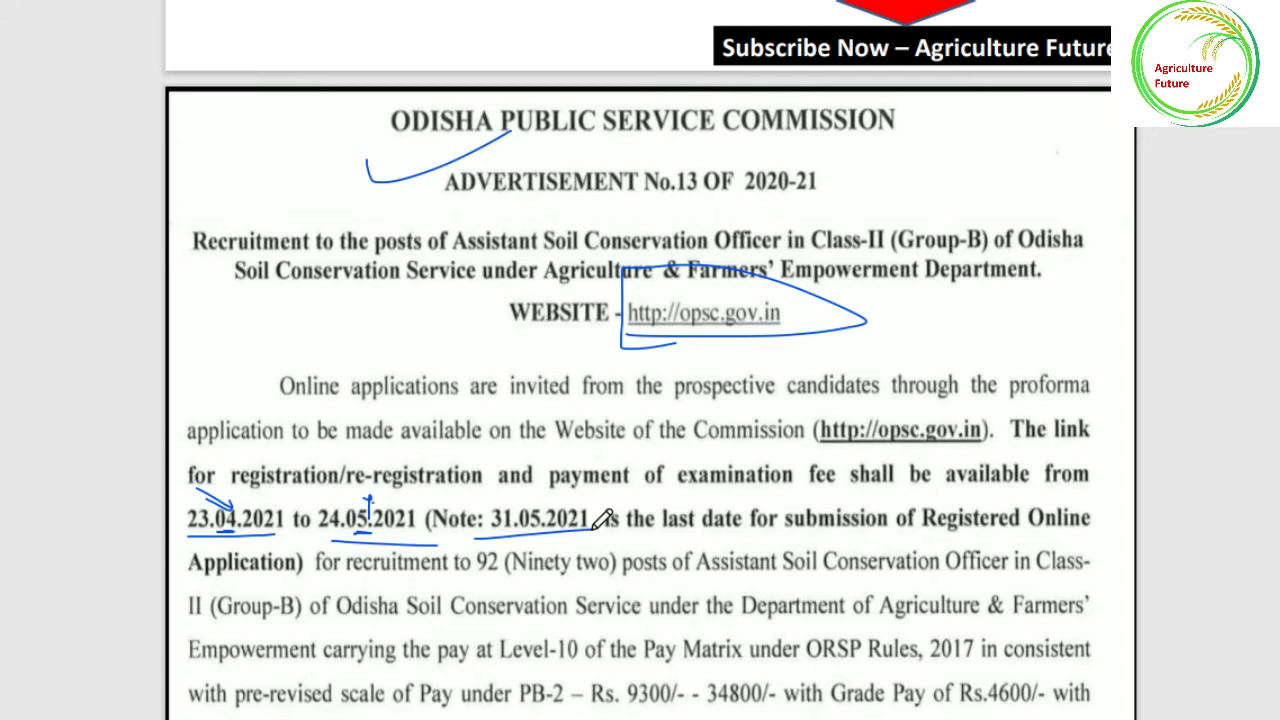 Subscribe Now – Agriculture Future
Agriculture
Future
ODISHA PUBLIC SERVICE COMMISSION
ADVERTISEMENT No.13 OF 2020-21
Recruitment to the posts of Assistant Soil Conservation Officer in Class-II (Group-B) of Odisha
Soil Conservation Service under Agriculture & Farmers’ Empowerment Department.
WEBSITE - http://opsc.gov.in
Online applications are invited from the prospective candidates through the proforma
application to be made available on the Website of the Commission (http://opsc.gov.in). The link
for registration/re-registration and payment of examination fee shall be available from
23.04.2021 to 24.05.2021 (Note: 31.05.2021 is the last date for submission of Registered Online
Application) for recruitment to 92 (Ninety two) posts of Assistant Soil Conservation Officer in Class-
II (Group-B) of Odisha Soil Conservation Service under the Department of Agriculture & Farmers’
Empowerment carrying the pay at Level-10 of the Pay Matrix under ORSP Rules, 2017 in consistent
with pre-revised scale of Pay under PB-2 – Rs. 9300/- - 34800/- with Grade Pay of Rs.4600/- with